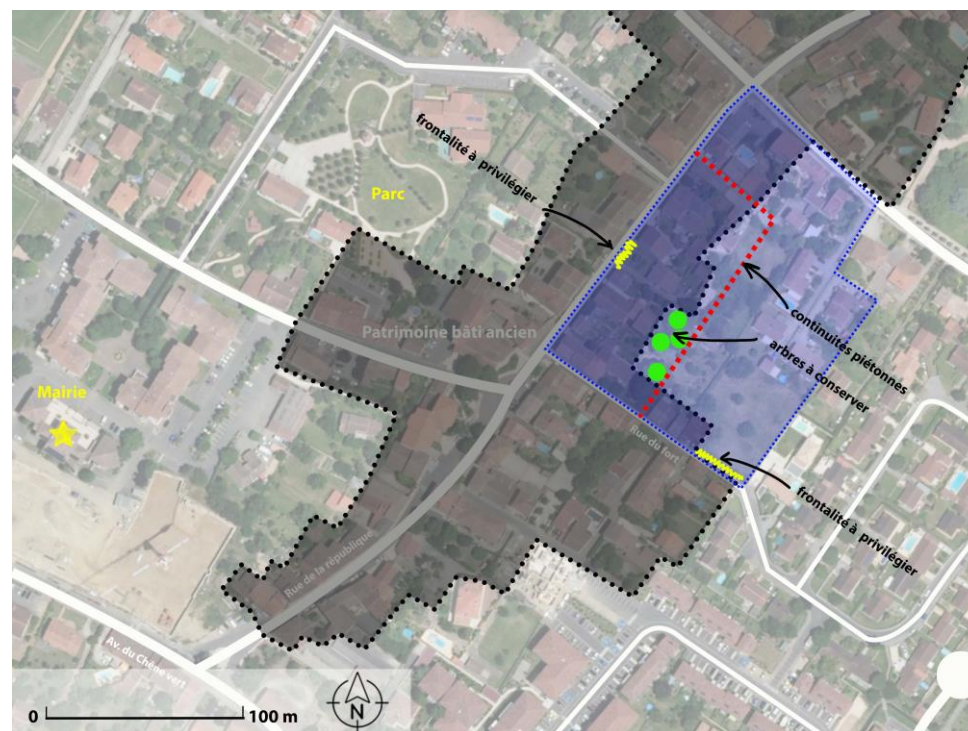 frontalité à privilégier
Parc
Patrimoine bâti ancien
continuites piétonnes
arbres à conserver
Mairie
Rue du fort
frontalité à privilégier
Rue de la république
Av. du Chêne vert
0
100 m
N